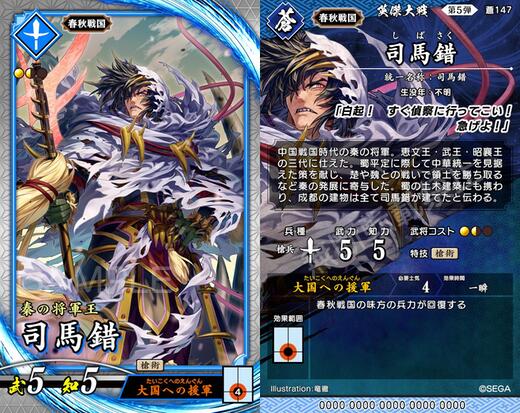 春秋戦国
秦の将軍王
司馬錯
槍術
武5 知5
たいこくへのえんぐん
大国への援軍
4
蒼
春秋戦国
英傑大戦
第5弾
蒼147
しばさく
司馬錯
統一名称:司馬錯
生没年 不明
「白起! すぐ偵察に行ってこい!
急げよ!」
中国戦国時代の秦の将軍。恵文王・武王・昭襄王
の三代に仕えた。蜀平定に際して中華統一を見据
えた策を献じ、楚や魏との戦いで領土を勝ち取る
など秦の発展に寄与した。蜀の土木建築にも携わ
り、成都の建物は全て司馬錯が建てたと伝わる。
兵種 武力 知力 武将コスト
槍兵 5 5
特技 槍術
たいこくへのえんぐん
大国への援軍
必要士気
4
効果時間
一瞬
春秋戦国の味方の兵力が回復する
効果範囲
Illustration:竜徹
©SEGA
0000 0000 0000 0000 0000